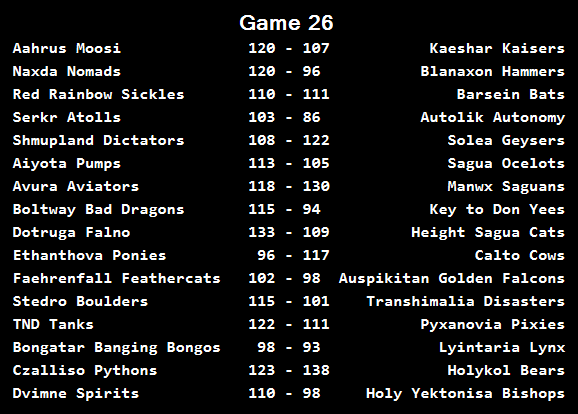 Game 26
Aahrus Moosi 120 - 107 Kaeshar Kaisers
Naxda Nomads 120 - 96 Blanaxon Hammers
Red Rainbow Sickles 110 - 111 Barsein Bats
Serkr Atolls 103 - 86 Autolik Autonomy
Shmupland Dictators 108 - 122 Solea Geysers
Aiyota Pumps 113 - 105 Sagua Ocelots
Avura Aviators 118 - 130 Manwx Saguans
Boltway Bad Dragons 115 - 94 Key to Don Yees
Dotruga Falno 133 - 109 Height Sagua Cats
Ethanthova Ponies 96 - 117 Calto Cows
Faehrenfall Feathercats 102 - 98 Auspikitan Golden Falcons
Stedro Boulders 115 - 101 Transhimalia Disasters
TND Tanks 122 - 111 Pyxanovia Pixies
Bongatar Banging Bongos 98 - 93 Lyintaria Lynx
Czalliso Pythons 123 - 138 Holykol Bears
Dvimne Spirits 110 - 98 Holy Yektonisa Bishops